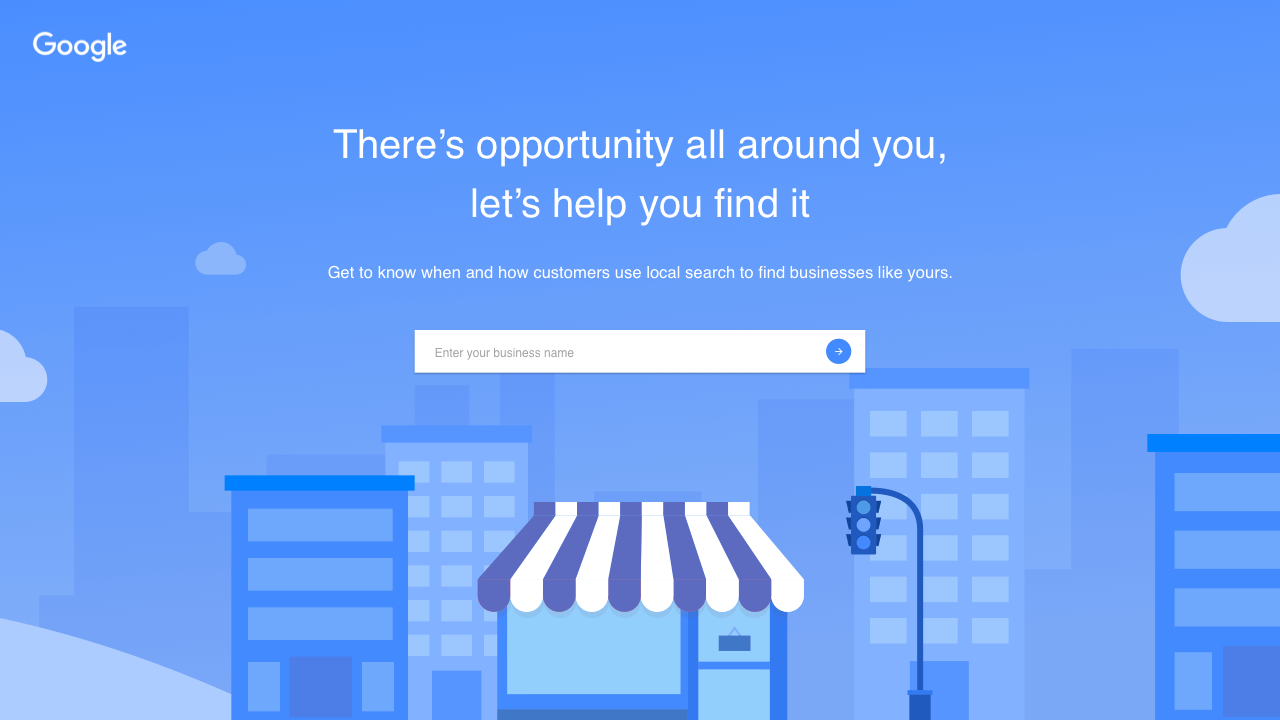 Google
There’s opportunity all around you,
let’s help you find it
Get to know when and how customers use local search to find businesses like yours.
Enter your business name